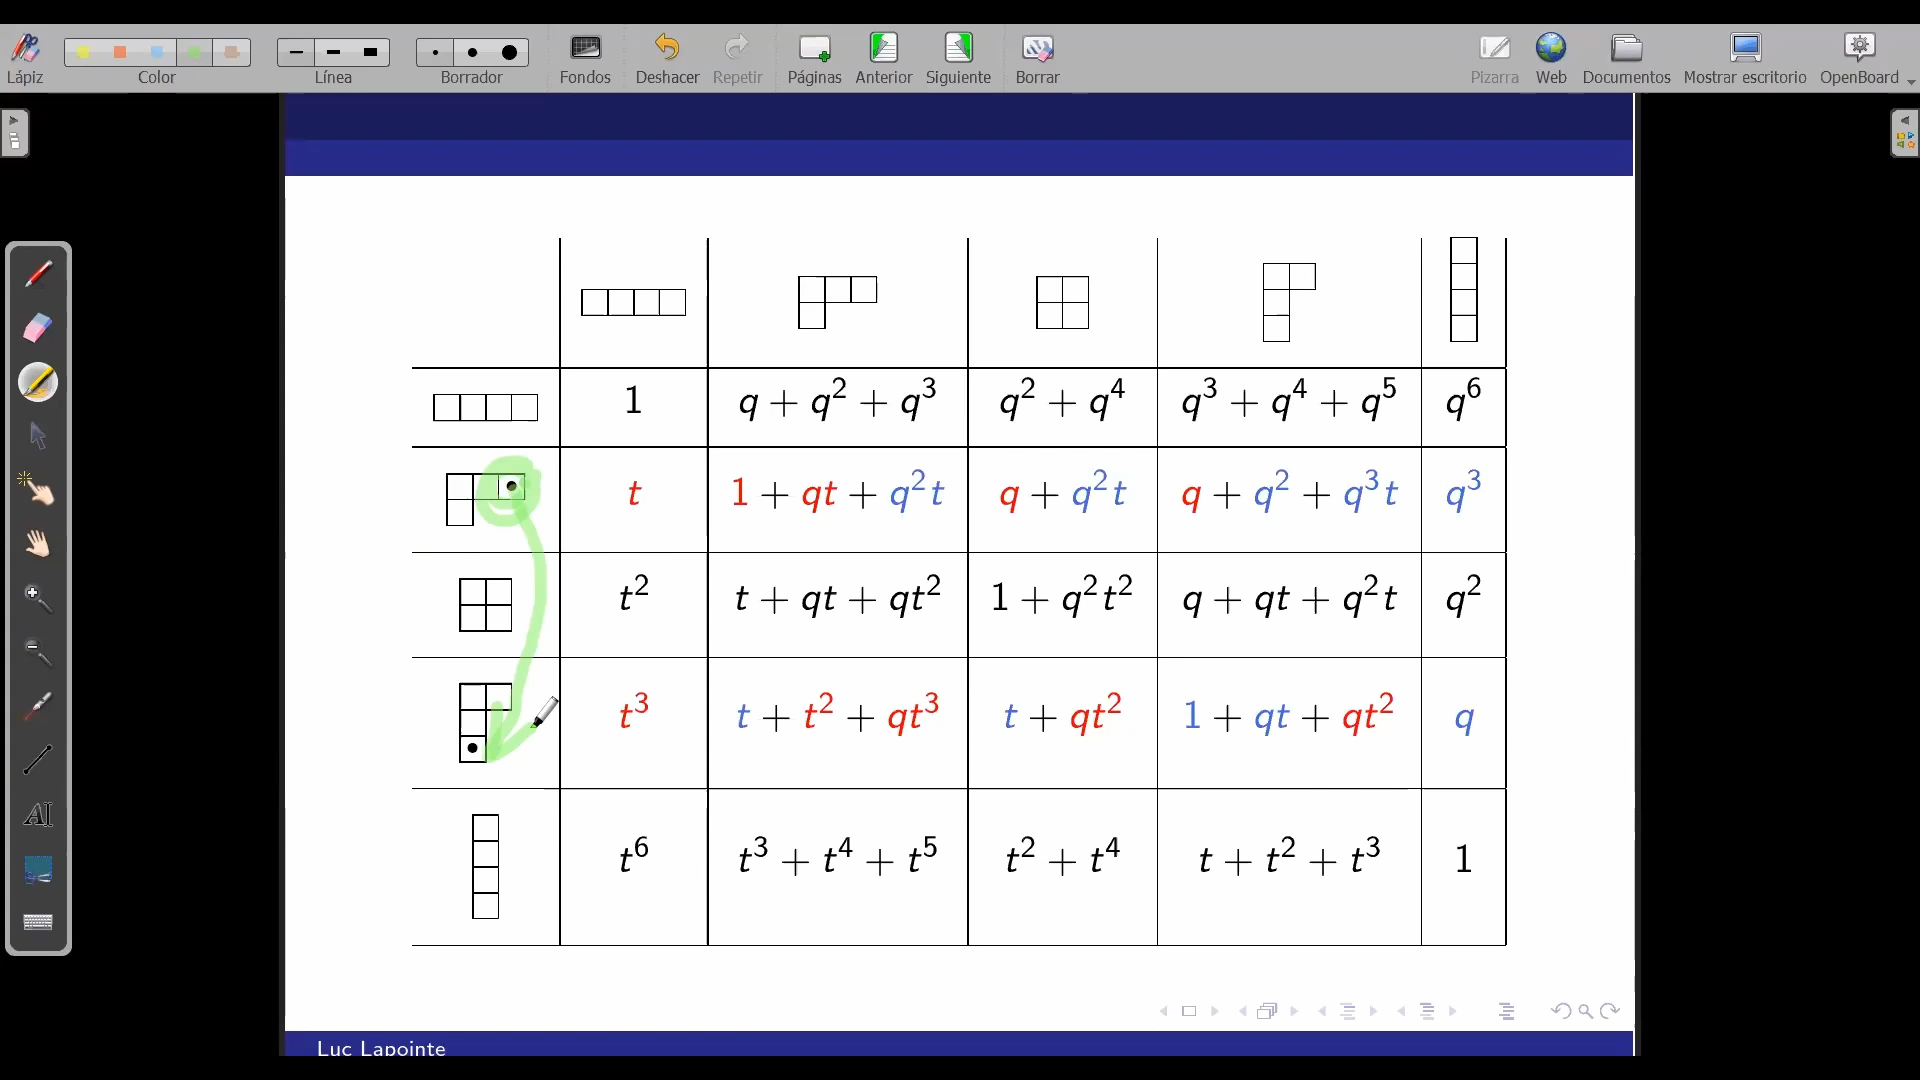 Lápiz Color Línea Borrador Fondos Deshacer Repetir Páginas Anterior Siguiente Borrar Pizarra Web Documentos Mostrar escritorio OpenBoard
1 q + q² + q³ q² + q⁴ q³ + q⁴ + q⁵ q⁶
t 1 + qt + q²t q + q²t q + q² + q³t q³
t² t + qt + qt² 1 + q²t² q + qt + q²t q²
t³ t + t² + qt³ t + qt² 1 + qt + qt² q
t⁶ t³ + t⁴ + t⁵ t² + t⁴ t + t² + t³ 1
Luc Lapointe